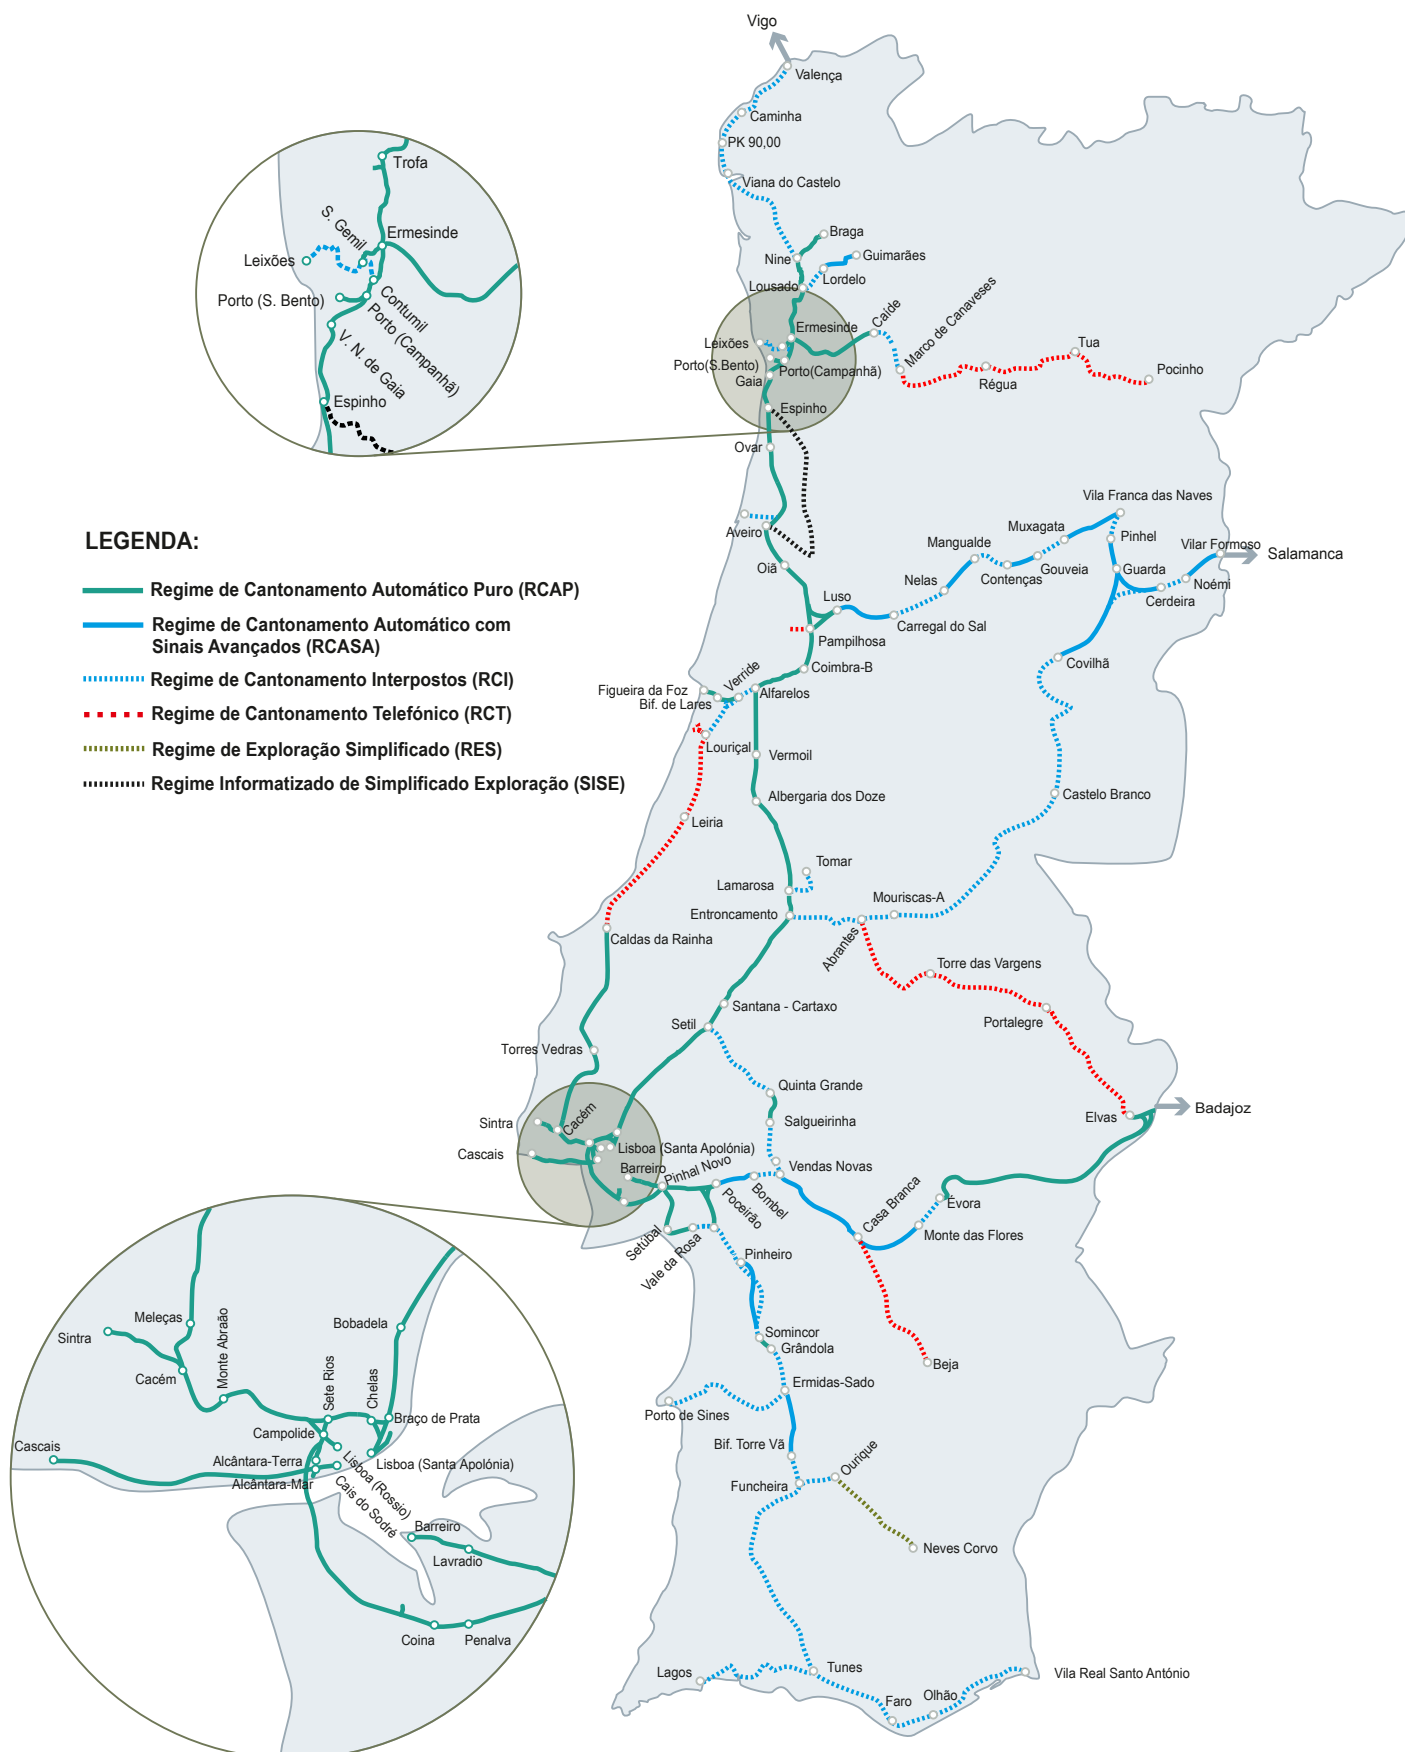 Vigo
Valença
Caminha
PK 90,00
Viana do Castelo
Braga
Nine
Guimarães
Lordelo
Lousado
Ermesinde
Caíde
Marco de Canaveses
Leixões
Porto(S.Bento)
Porto(Campanhã)
Gaia
Tua
Régua
Pocinho
Espinho
Ovar
Trofa
S. Gemil
Ermesinde
Leixões
Porto (S. Bento)
Contumil
Porto (Campanhã)
V. N. de Gaia
Espinho
LEGENDA:
Regime de Cantonamento Automático Puro (RCAP)
Regime de Cantonamento Automático com
Sinais Avançados (RCASA)
Regime de Cantonamento Interpostos (RCI)
Regime de Cantonamento Telefónico (RCT)
Regime de Exploração Simplificado (RES)
Regime Informatizado de Simplificado Exploração (SISE)
Aveiro
Oiã
Vila Franca das Naves
Muxagata
Pinhel
Mangualde
Vilar Formoso
Salamanca
Gouveia
Contenças
Guarda
Noémi
Nelas
Cerdeira
Luso
Carregal do Sal
Pampilhosa
Coimbra-B
Covilhã
Verride
Figueira da Foz
Bif. de Lares
Alfarelos
Louriçal
Vermoil
Albergaria dos Doze
Castelo Branco
Leiria
Tomar
Lamarosa
Mouriscas-A
Entroncamento
Abrantes
Caldas da Rainha
Torre das Vargens
Santana - Cartaxo
Portalegre
Setil
Torres Vedras
Quinta Grande
Salgueirinha
Elvas
Badajoz
Sintra
Cacém
Cascais
Lisboa (Santa Apolónia)
Barreiro
Pinhal Novo
Vendas Novas
Poceirão
Bombel
Casa Branca
Évora
Monte das Flores
Setúbal
Vale da Rosa
Pinheiro
Somincor
Grândola
Beja
Ermidas-Sado
Porto de Sines
Bif. Torre Vã
Ourique
Funcheira
Neves Corvo
Lagos
Tunes
Faro
Olhão
Vila Real Santo António
Meleças
Sintra
Monte Abraão
Bobadela
Cacém
Sete Rios
Chelas
Braço de Prata
Campolide
Cascais
Alcântara-Terra
Lisboa (Santa Apolónia)
Alcântara-Mar
Lisboa (Rossio)
Cais do Sodré
Barreiro
Lavradio
Coina
Penalva